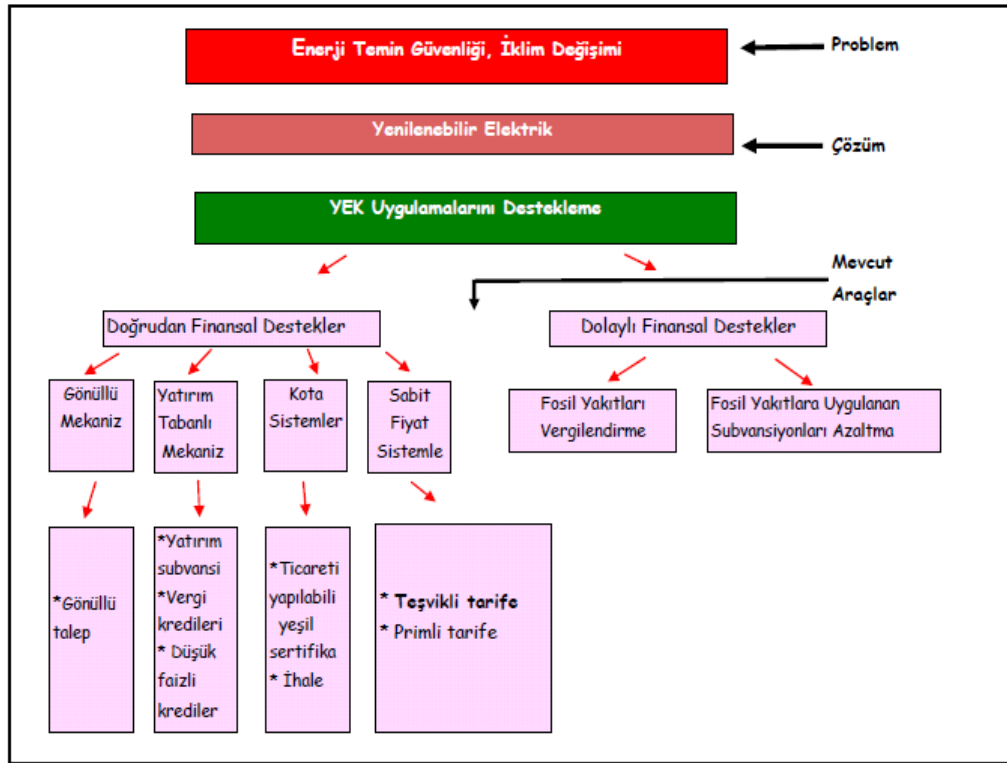 Enerji Temin Güvenliği, İklim Değişimi
Problem
Yenilenebilir Elektrik
Çözüm
YEK Uygulamalarını Destekleme
Mevcut
Araçlar
Doğrudan Finansal Destekler
Dolaylı Finansal Destekler
Gönüllü
Mekaniz
Yatırım
Tabanlı
Mekaniz
Kota
Sistemler
Sabit
Fiyat
Sistemle
Fosil Yakıtları
Vergilendirme
Fosil Yakıtlara Uygulanan
Subvansiyonları Azaltma
*Gönüllü
talep
*Yatırım
subvansi
*Vergi
kredileri
* Düşük
faizli
krediler
*Ticareti
yapılabili
yeşil
sertifika
* İhale
* Teşvikli tarife
* Primli tarife